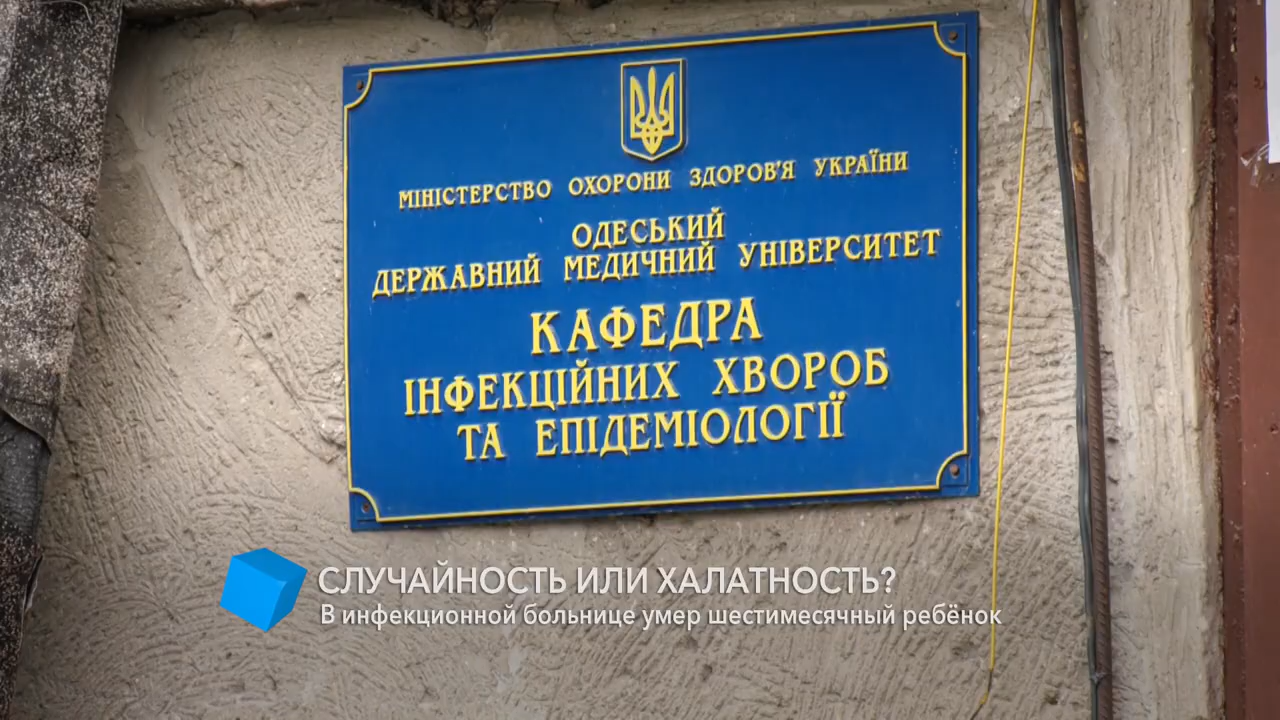 МІНІСТЕРСТВО ОХОРОНИ ЗДОРОВ'Я УКРАЇНИ
ОДЕСЬКИЙ
ДЕРЖАВНИЙ МЕДИЧНИЙ УНІВЕРСИТЕТ
КАФЕДРА
ІНФЕКЦІЙНИХ ХВОРОБ
ТА ЕПІДЕМІОЛОГІЇ
СЛУЧАЙНОСТЬ ИЛИ ХАЛАТНОСТЬ?
В инфекционной больнице умер шестимесячный ребёнок